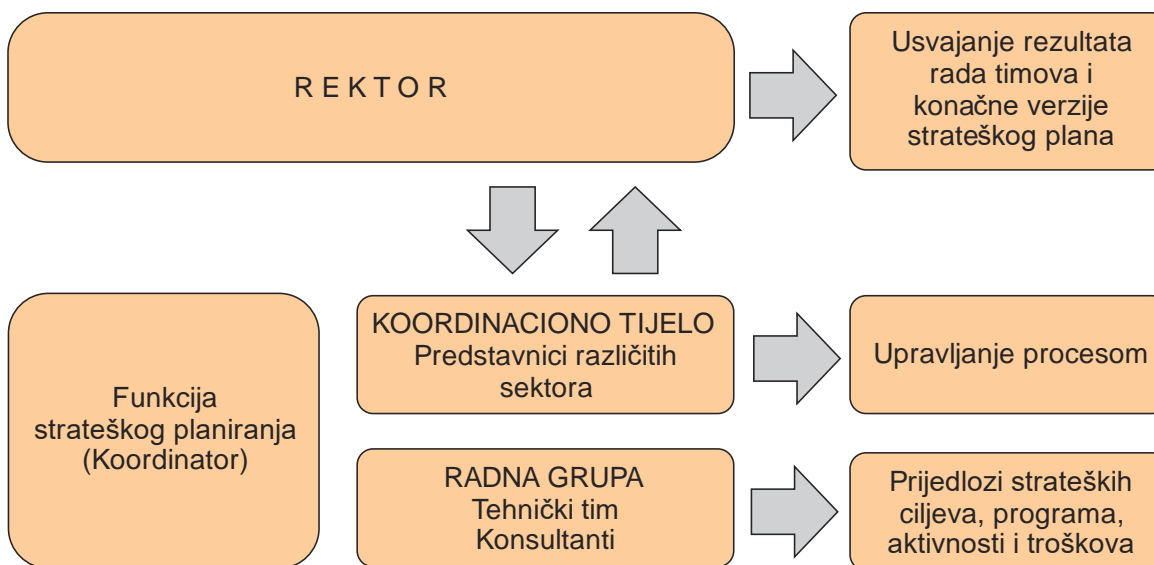 R E K T O R
Usvajanje rezultata
rada timova i
konačne verzije
strateškog plana
Funkcija
strateškog planiranja
(Koordinator)
KOORDINACIONO TIJELO
Predstavnici različitih
sektora
Upravljanje procesom
RADNA GRUPA
Tehnički tim
Konsultanti
Prijedlozi strateških
ciljeva, programa,
aktivnosti i troškova